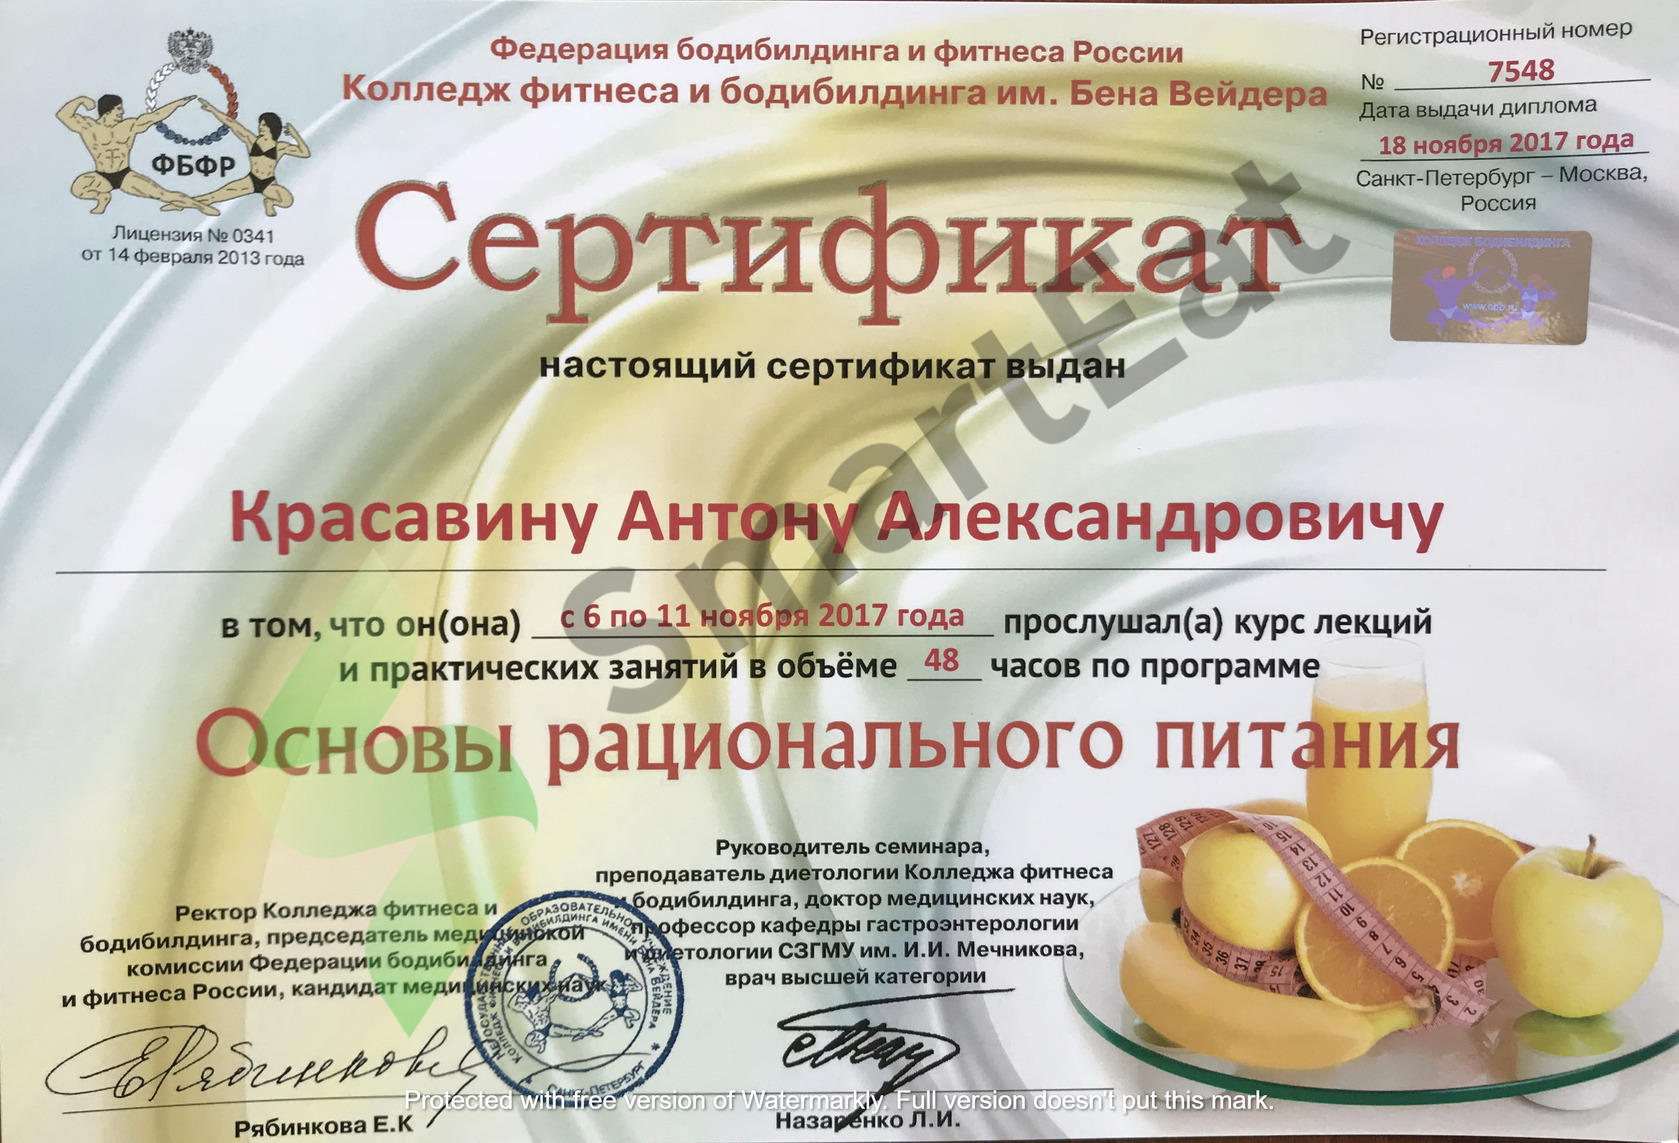 ФБФР
Лицензия № 0341
от 14 февраля 2013 года
Федерация бодибилдинга и фитнеса России
Колледж фитнеса и бодибилдинга им. Бена Вейдера
Регистрационный номер
№ 7548
Дата выдачи диплома
18 ноября 2017 года
Санкт-Петербург – Москва,
Россия
КОЛЛЕДЖ БОДИБИЛДИНГА
Сертификат
настоящий сертификат выдан
SmartEat
Красавину Антону Александровичу
в том, что он(она) с 6 по 11 ноября 2017 года прослушал(а) курс лекций
и практических занятий в объёме 48 часов по программе
Основы рационального питания
Ректор Колледжа фитнеса и
бодибилдинга, председатель медицинской
комиссии Федерации бодибилдинга
и фитнеса России, кандидат медицинских наук
Рябинкова Е.К
Руководитель семинара,
преподаватель диетологии Колледжа фитнеса
и бодибилдинга, доктор медицинских наук,
профессор кафедры гастроэнтерологии
и диетологии СЗГМУ им. И.И. Мечникова,
врач высшей категории
Назаренко Л.И.
САНКТ-ПЕТЕРБУРГ
Protected with free version of Watermarkly. Full version doesn't put this mark.